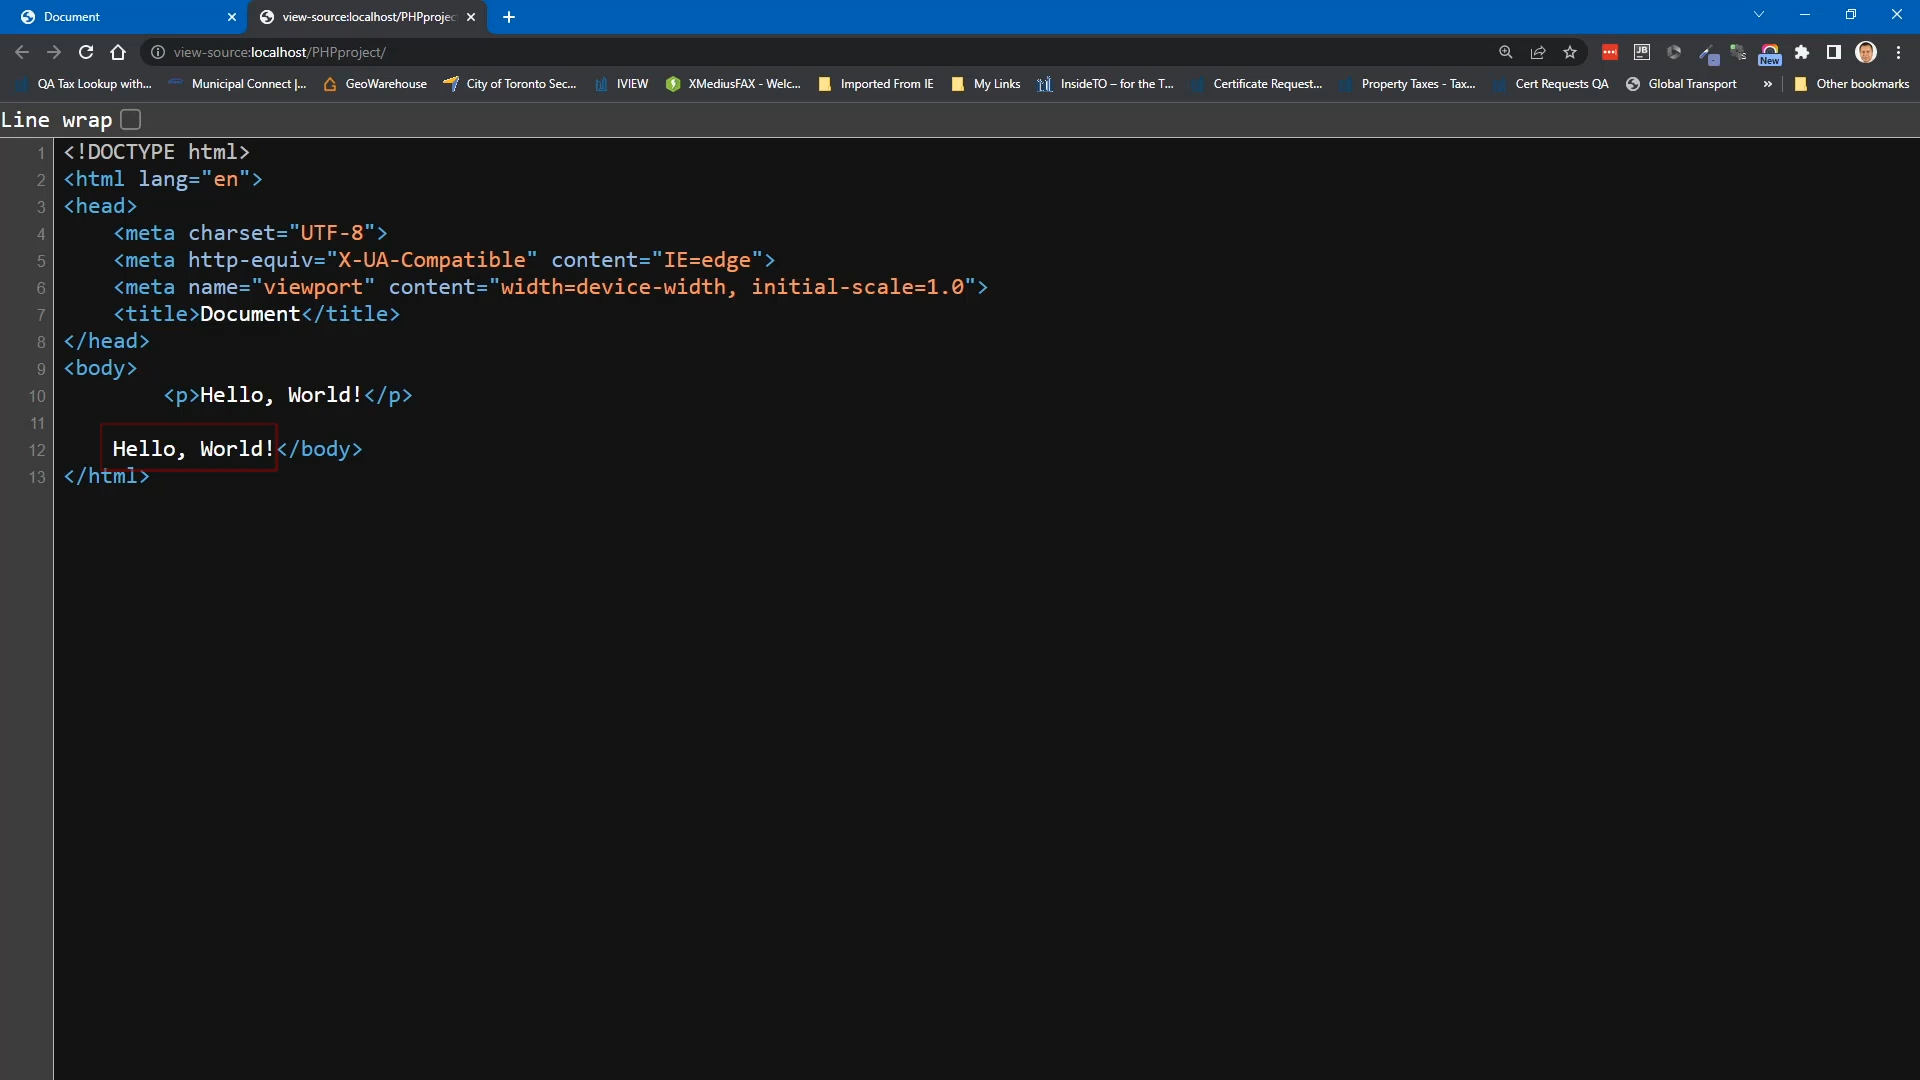 Document
view-source:localhost/PHPprojec
view-source:localhost/PHPproject/
New
QA Tax Lookup with... Municipal Connect |... GeoWarehouse City of Toronto Sec... IVIEW XMediusFAX - Welc... Imported From IE My Links InsideTO – for the T... Certificate Request... Property Taxes - Tax... Cert Requests QA Global Transport » Other bookmarks
Line wrap
1 <!DOCTYPE html>
2 <html lang="en">
3 <head>
4 <meta charset="UTF-8">
5 <meta http-equiv="X-UA-Compatible" content="IE=edge">
6 <meta name="viewport" content="width=device-width, initial-scale=1.0">
7 <title>Document</title>
8 </head>
9 <body>
10 <p>Hello, World!</p>
11
12 Hello, World!</body>
13 </html>